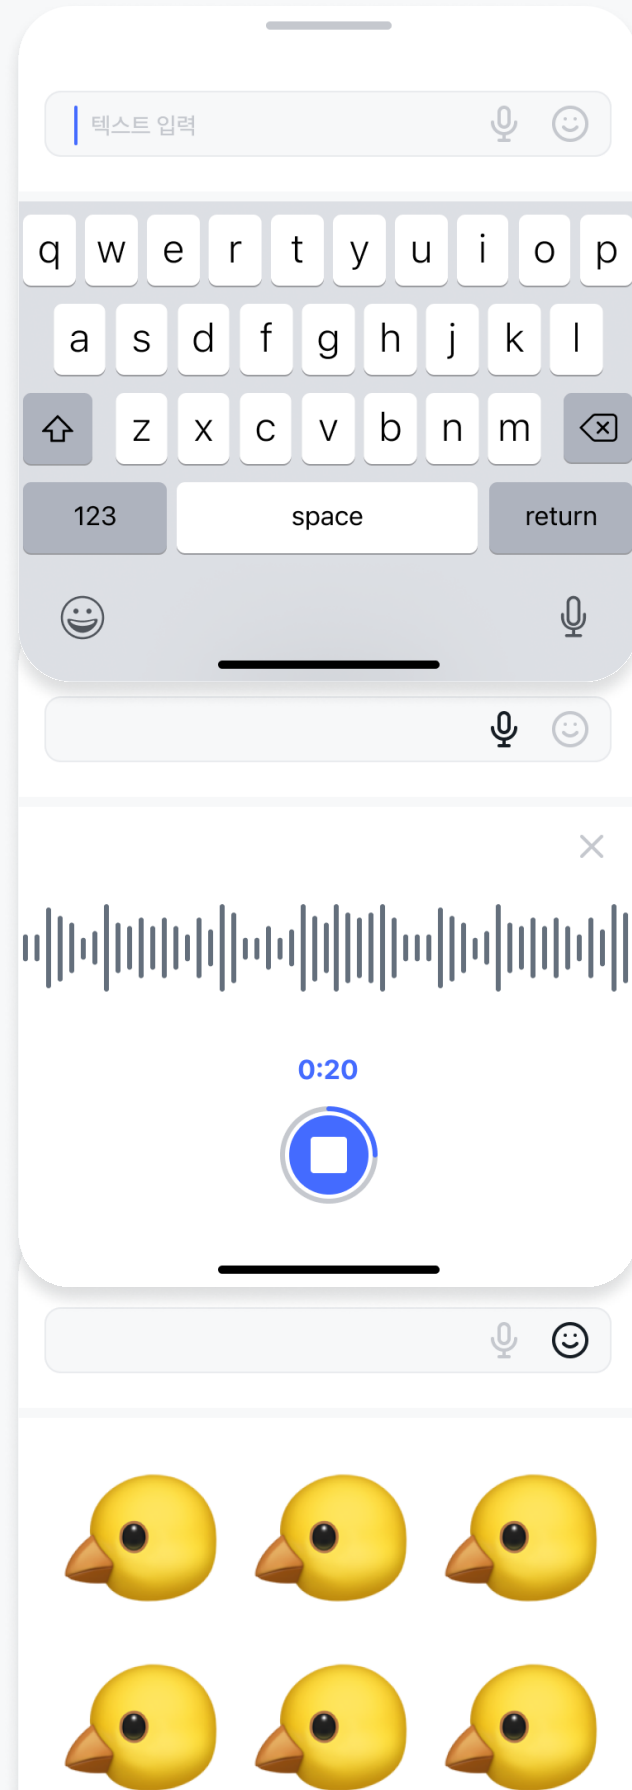 텍스트 입력
q w e r t y u i o p
a s d f g h j k l
z x c v b n m
123 space return
0:20